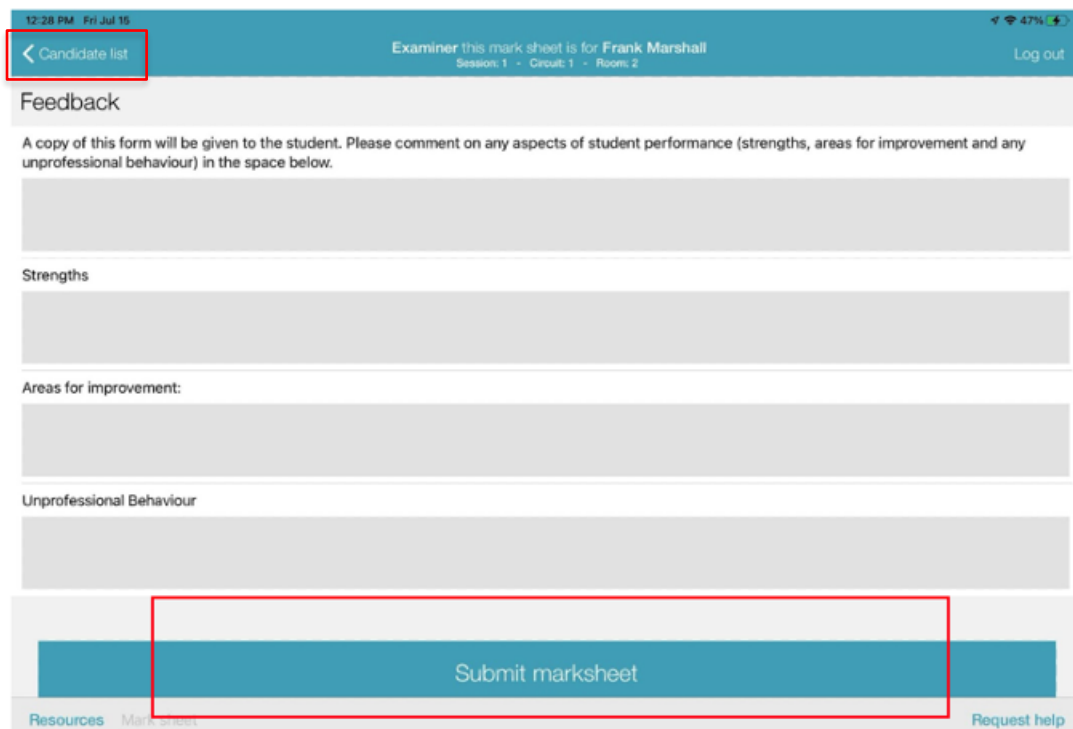 12:28 PM Fri Jul 15
47%
Candidate list
Examiner this mark sheet is for Frank Marshall
Session: 1 - Circuit: 1 - Room: 2
Log out
Feedback
A copy of this form will be given to the student. Please comment on any aspects of student performance (strengths, areas for improvement and any
unprofessional behaviour) in the space below.
Strengths
Areas for improvement:
Unprofessional Behaviour
Submit marksheet
Resources Mark sheet
Request help